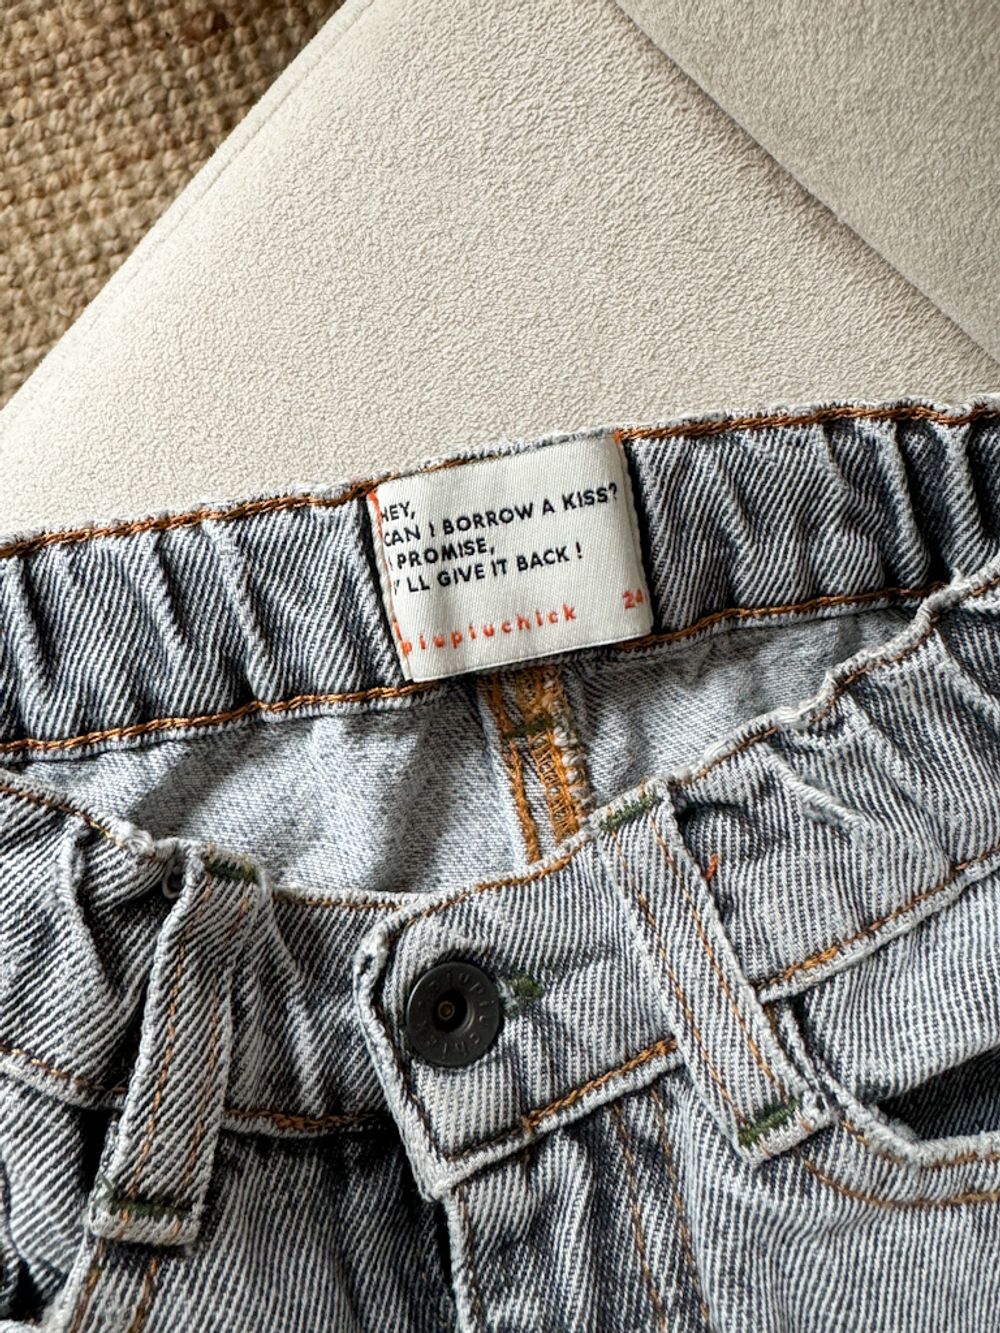 HEY,
CAN I BORROW A KISS?
I PROMISE,
I' LL GIVE IT BACK !
piupiuchick 24